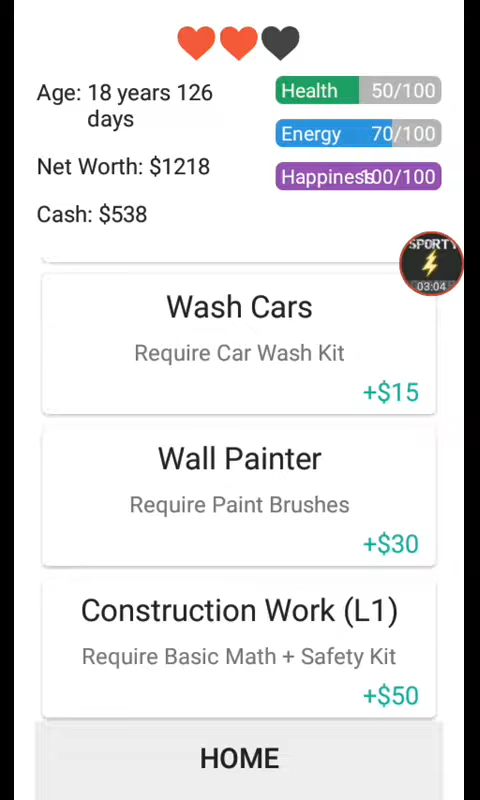 Age: 18 years 126
days
Health 50/100
Energy 70/100
Happiness 100/100
Net Worth: $1218
Cash: $538
SPORTY
03:04
Wash Cars
Require Car Wash Kit
+$15
Wall Painter
Require Paint Brushes
+$30
Construction Work (L1)
Require Basic Math + Safety Kit
+$50
HOME